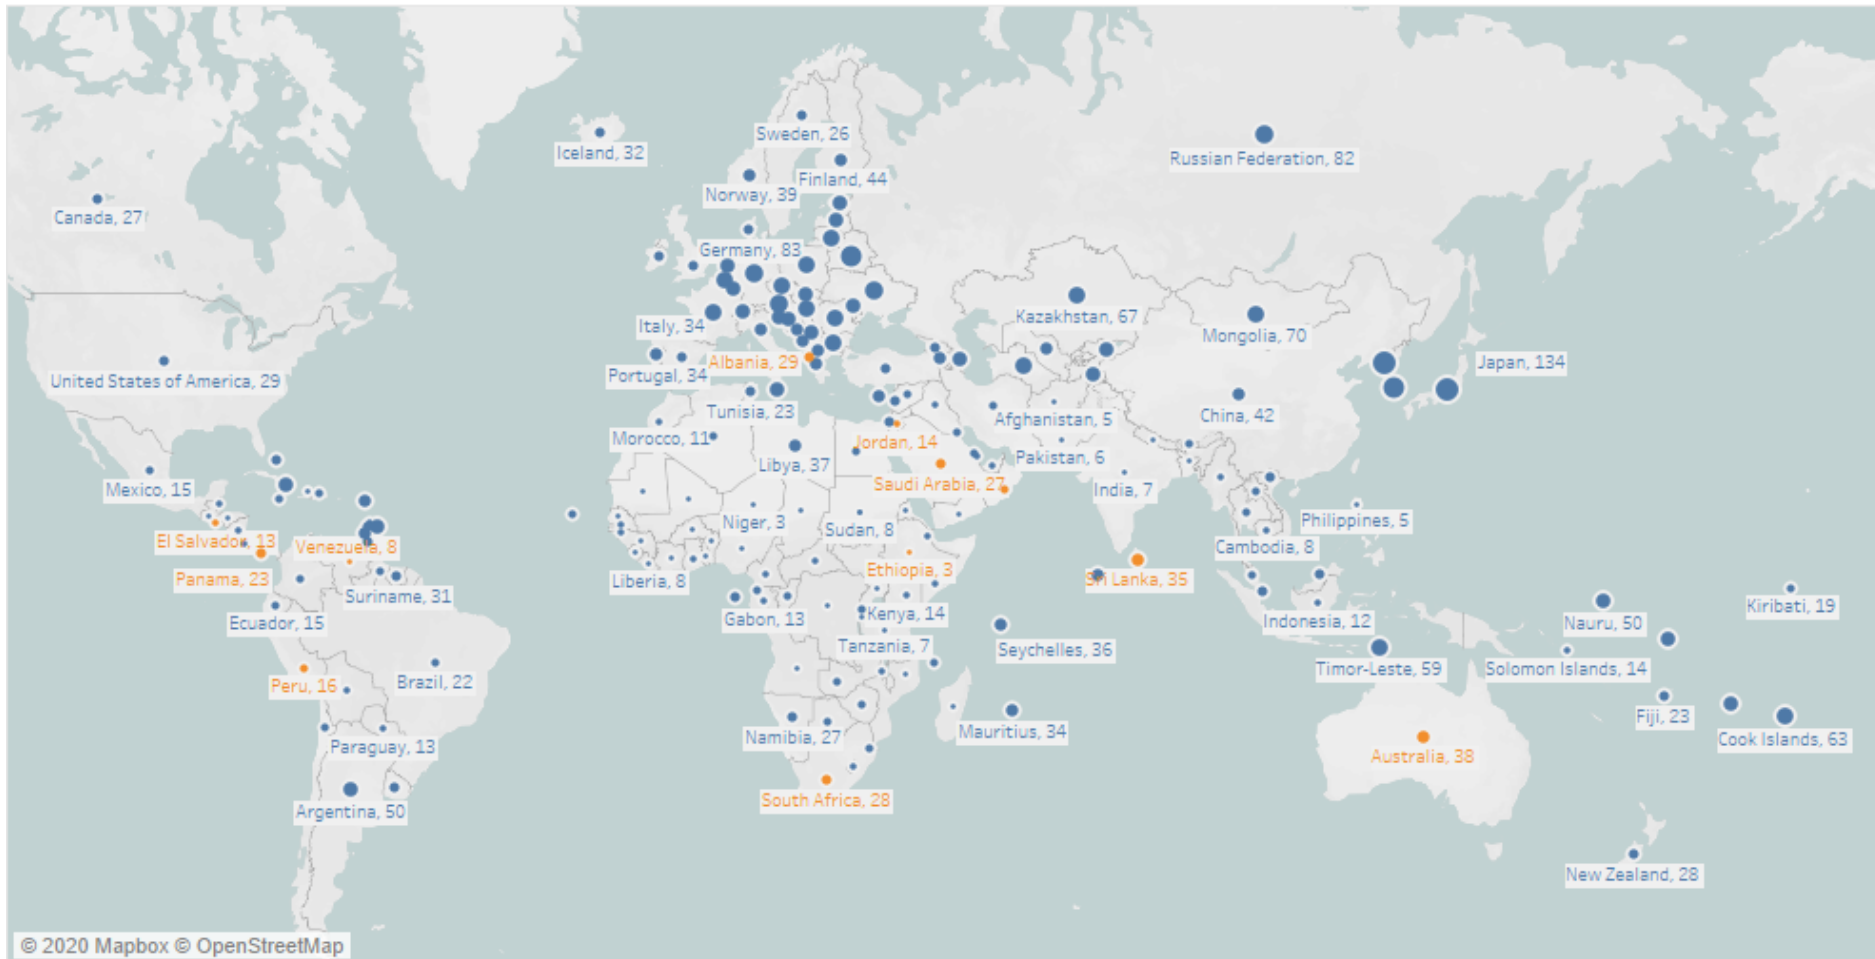 Sweden, 26
Iceland, 32
Russian Federation, 82
Finland, 44
Norway, 39
Canada, 27
Germany, 83
Kazakhstan, 67
Italy, 34
Mongolia, 70
Albania, 29
Japan, 134
Portugal, 34
United States of America, 29
Tunisia, 23
China, 42
Afghanistan, 5
Morocco, 11
Jordan, 14
Pakistan, 6
Libya, 37
Saudi Arabia, 27
India, 7
Mexico, 15
Niger, 3
Sudan, 8
Philippines, 5
El Salvador, 13
Venezuela, 8
Cambodia, 8
Ethiopia, 3
Panama, 23
Liberia, 8
Sri Lanka, 35
Suriname, 31
Kiribati, 19
Ecuador, 15
Gabon, 13
Kenya, 14
Indonesia, 12
Nauru, 50
Tanzania, 7
Seychelles, 36
Timor-Leste, 59
Solomon Islands, 14
Peru, 16
Brazil, 22
Fiji, 23
Namibia, 27
Mauritius, 34
Cook Islands, 63
Paraguay, 13
Australia, 38
South Africa, 28
Argentina, 50
New Zealand, 28
© 2020 Mapbox © OpenStreetMap